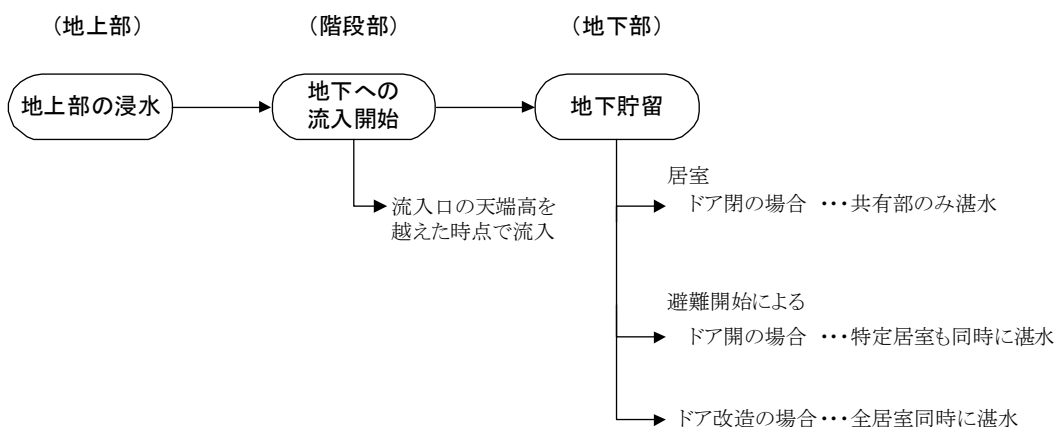 （地上部）
（階段部）
（地下部）
地上部の浸水
地下への
流入開始
地下貯留
流入口の天端高を
越えた時点で流入
居室
ドア閉の場合 ・・・共有部のみ湛水
避難開始による
ドア開の場合 ・・・特定居室も同時に湛水
ドア改造の場合・・・全居室同時に湛水